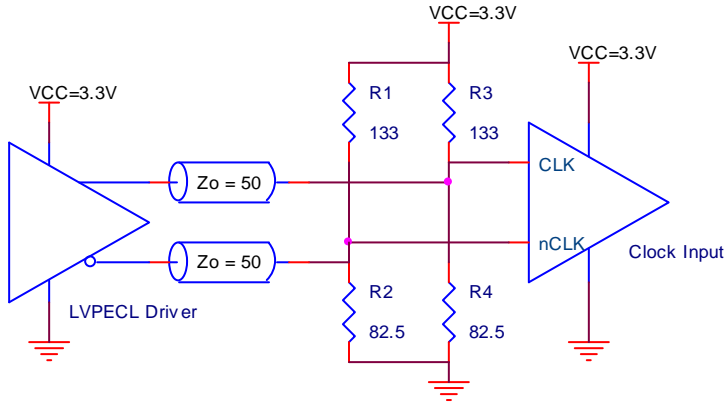 VCC=3.3V
VCC=3.3V
VCC=3.3V
R1
133
R3
133
Zo = 50
CLK
Zo = 50
nCLK
Clock Input
LVPECL Driver
R2
82.5
R4
82.5